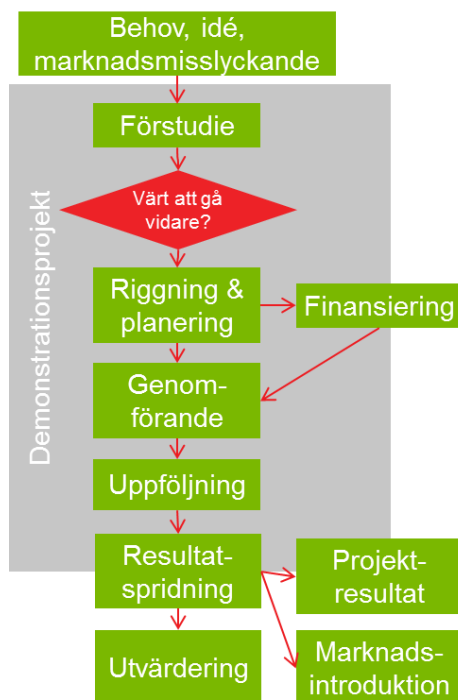 Behov, idé,
marknadsmisslyckande
Förstudie
Värt att gå
vidare?
Demonstrationsprojekt
Riggning &
planering
Finansiering
Genom-
förande
Uppföljning
Resultat-
spridning
Projekt-
resultat
Utvärdering
Marknads-
introduktion